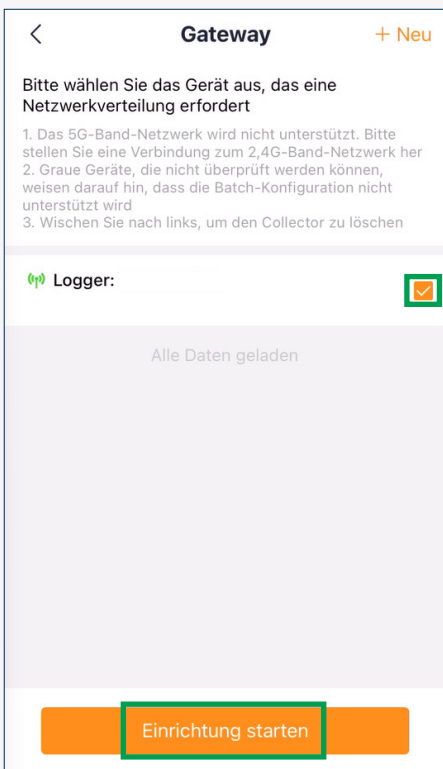 Gateway
+ Neu
Bitte wählen Sie das Gerät aus, das eine
Netzwerkverteilung erfordert
1. Das 5G-Band-Netzwerk wird nicht unterstützt. Bitte
stellen Sie eine Verbindung zum 2,4G-Band-Netzwerk her
2. Graue Geräte, die nicht überprüft werden können,
weisen darauf hin, dass die Batch-Konfiguration nicht
unterstützt wird
3. Wischen Sie nach links, um den Collector zu löschen
Logger:
Alle Daten geladen
Einrichtung starten